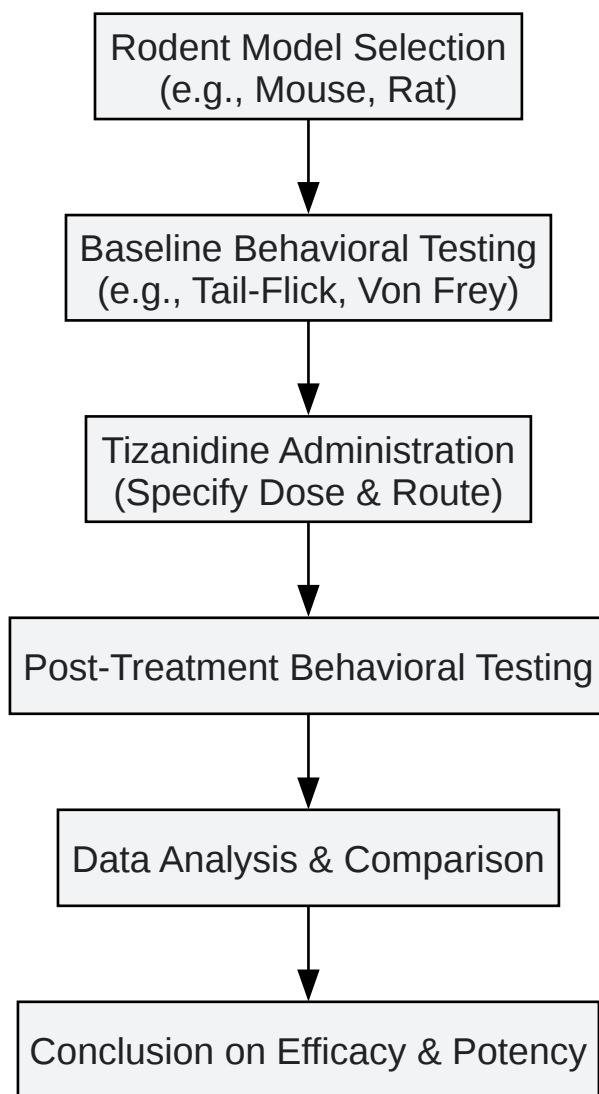 Rodent Model Selection
(e.g., Mouse, Rat)
Baseline Behavioral Testing
(e.g., Tail-Flick, Von Frey)
Tizanidine Administration
(Specify Dose & Route)
Post-Treatment Behavioral Testing
Data Analysis & Comparison
Conclusion on Efficacy & Potency